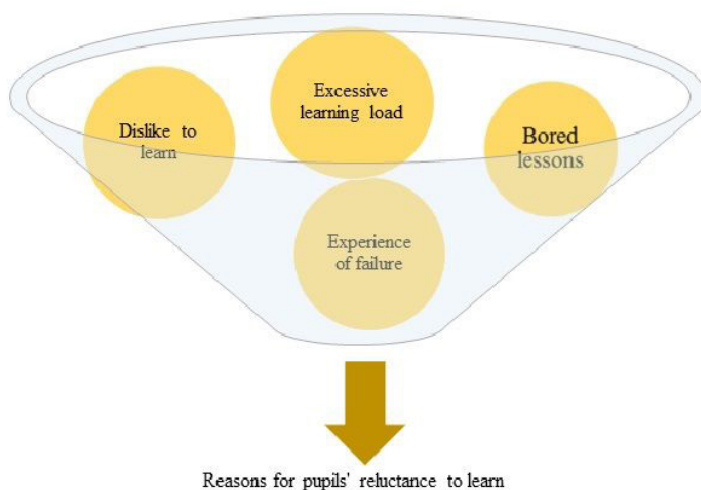 Excessive
learning load
Dislike to
learn
Bored
lessons
Experience
of failure
Reasons for pupils' reluctance to learn